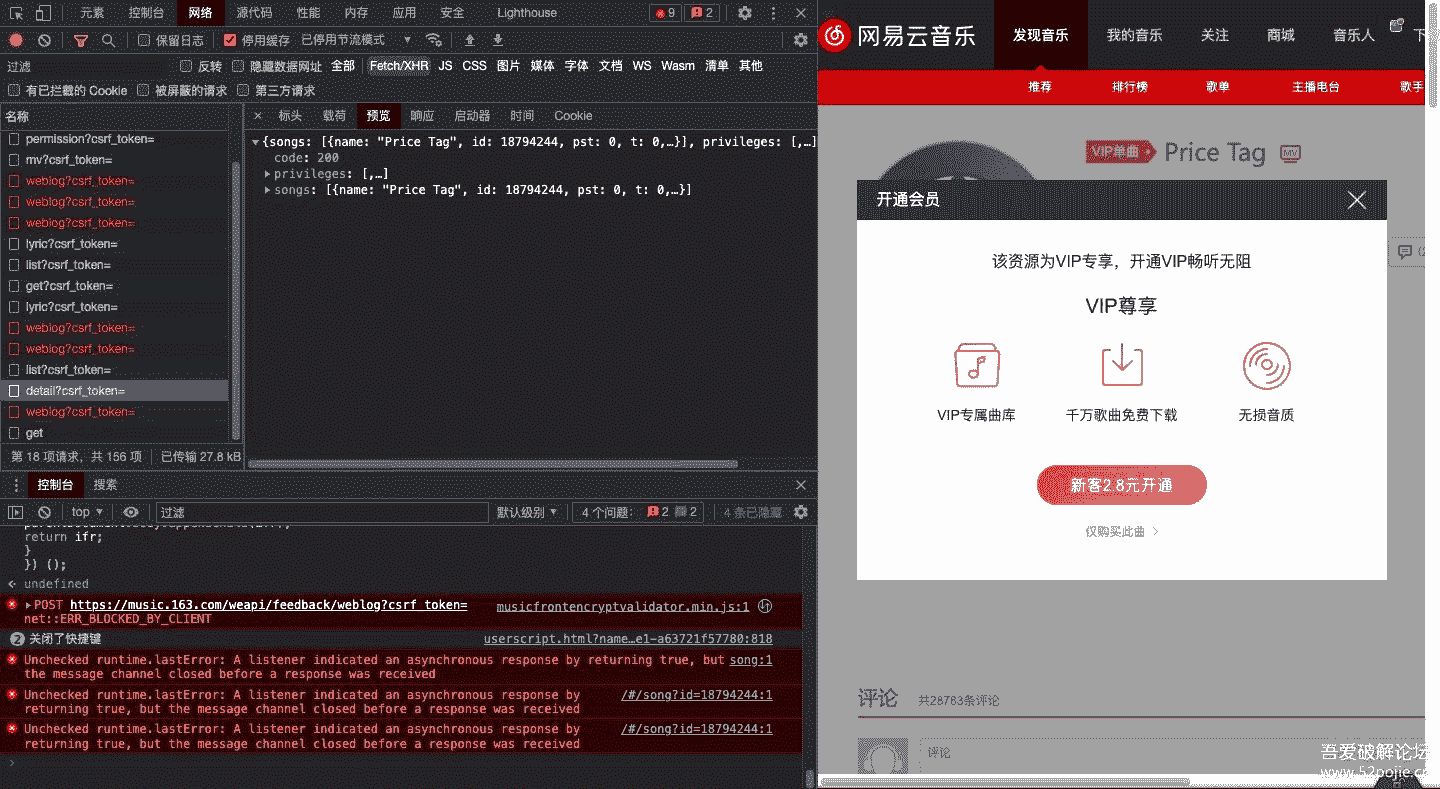 元素 控制台 网络 源代码 性能 内存 应用 安全 Lighthouse 9 2
保留日志 停用缓存 已停用节流模式
过滤 反转 隐藏数据网址 全部 Fetch/XHR JS CSS 图片 媒体 字体 文档 WS Wasm 清单 其他
有已拦截的 Cookie 被屏蔽的请求 第三方请求
名称
permission?csrf_token=
mv?csrf_token=
weblog?csrf_token=
weblog?csrf_token=
weblog?csrf_token=
lyric?csrf_token=
list?csrf_token=
get?csrf_token=
lyric?csrf_token=
weblog?csrf_token=
weblog?csrf_token=
list?csrf_token=
detail?csrf_token=
weblog?csrf_token=
get
第 18 项请求，共 156 项 已传输 27.8 kB
标头 载荷 预览 响应 启动器 时间 Cookie
{songs: [{name: "Price Tag", id: 18794244, pst: 0, t: 0,…}], privileges: [,…]
code: 200
privileges: [,…]
songs: [{name: "Price Tag", id: 18794244, pst: 0, t: 0,…}]
控制台 搜索
top 过滤 默认级别 4 个问题: 2 2 4 条已隐藏
return ifr;
}
}) ();
undefined
POST https://music.163.com/weapi/feedback/weblog?csrf_token= musicfrontencryptvalidator.min.js:1
net::ERR_BLOCKED_BY_CLIENT
2 关闭了快捷键 userscript.html?name…e1-a63721f57780:818
Unchecked runtime.lastError: A listener indicated an asynchronous response by returning true, but song:1
the message channel closed before a response was received
Unchecked runtime.lastError: A listener indicated an asynchronous response by /#/song?id=18794244:1
returning true, but the message channel closed before a response was received
Unchecked runtime.lastError: A listener indicated an asynchronous response by /#/song?id=18794244:1
returning true, but the message channel closed before a response was received
网易云音乐 发现音乐 我的音乐 关注 商城 音乐人 下
推荐 排行榜 歌单 主播电台 歌手
VIP单曲 Price Tag MV
开通会员
该资源为VIP专享，开通VIP畅听无阻
VIP尊享
VIP专属曲库 千万歌曲免费下载 无损音质
新客2.8元开通
仅购买此曲
评论 共28763条评论
评论
吾爱破解论坛
www.52pojie.c